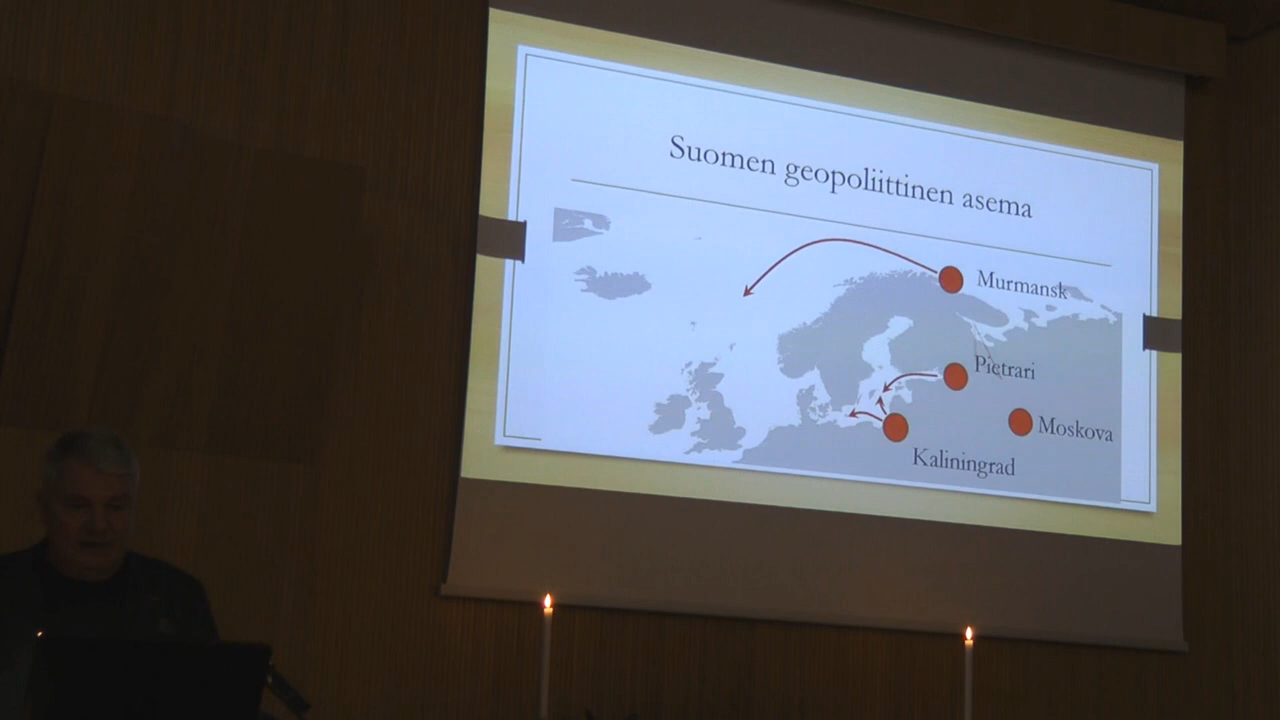 Suomen geopoliittinen asema
Murmansk
Pietrari
Moskova
Kaliningrad